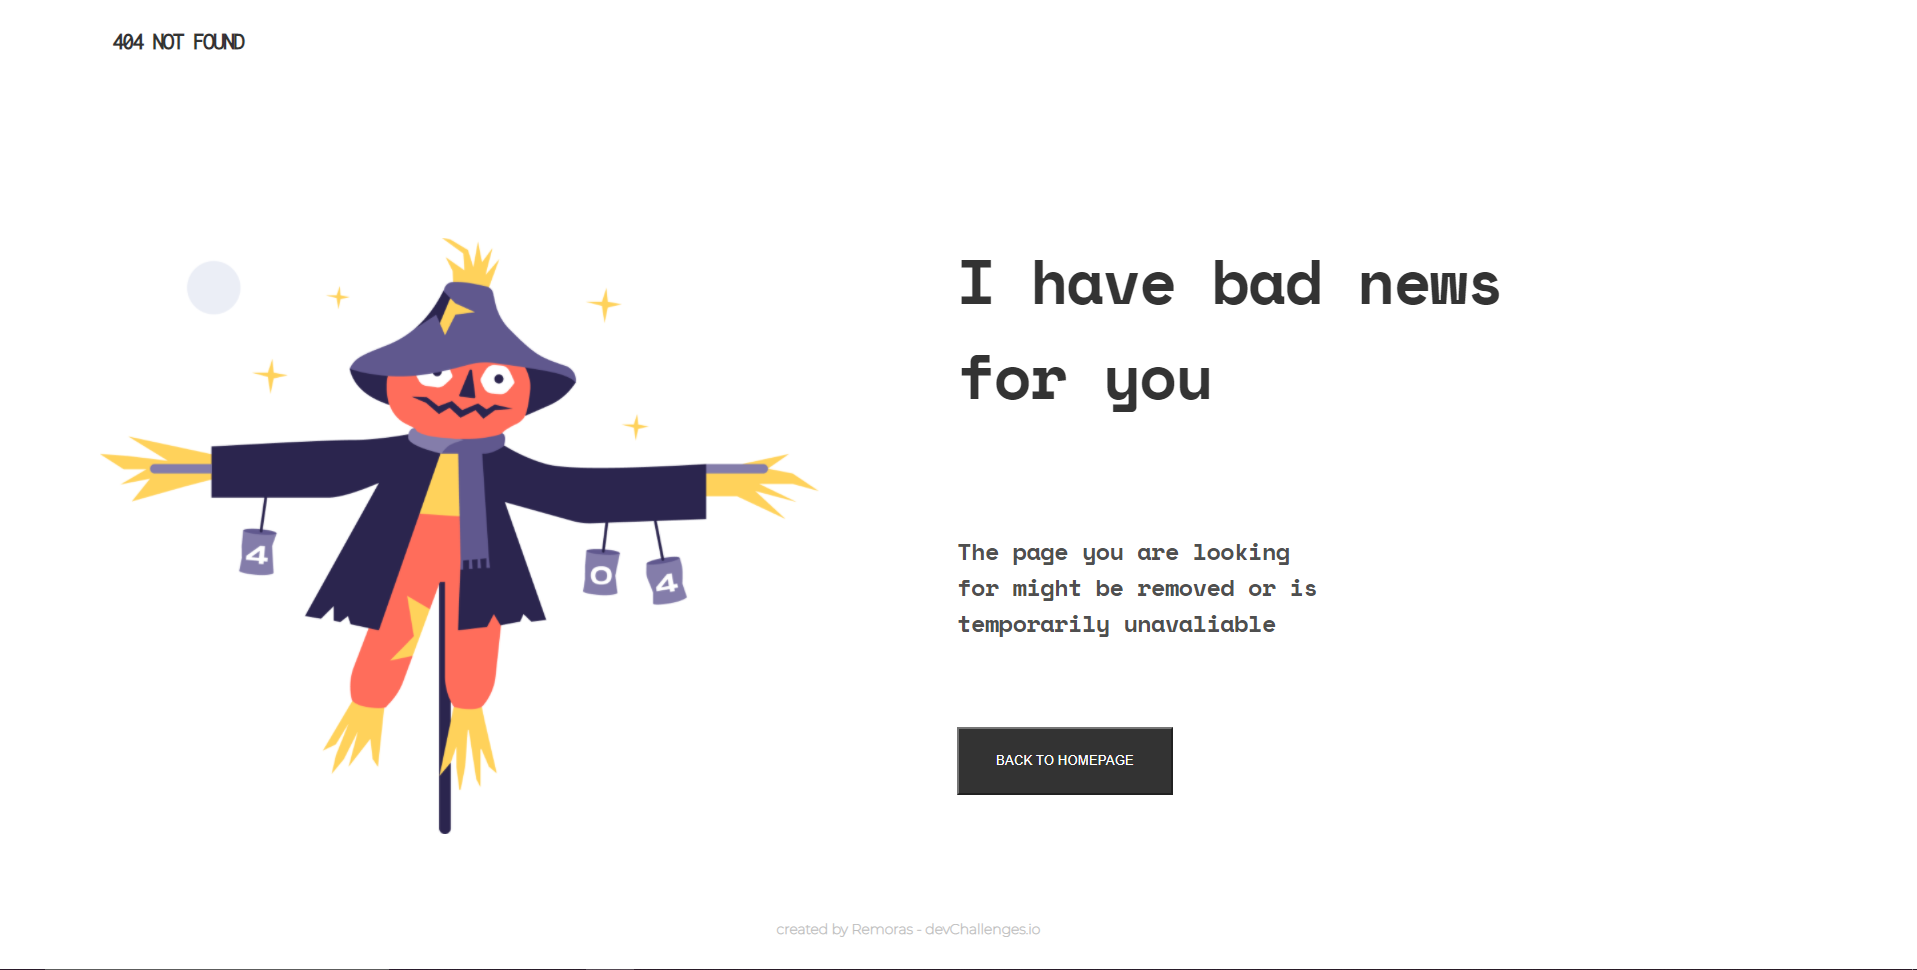 404 NOT FOUND
I have bad news
for you
4
0
4
The page you are looking
for might be removed or is
temporarily unavaliable
BACK TO HOMEPAGE
created by Remoras - devChallenges.io